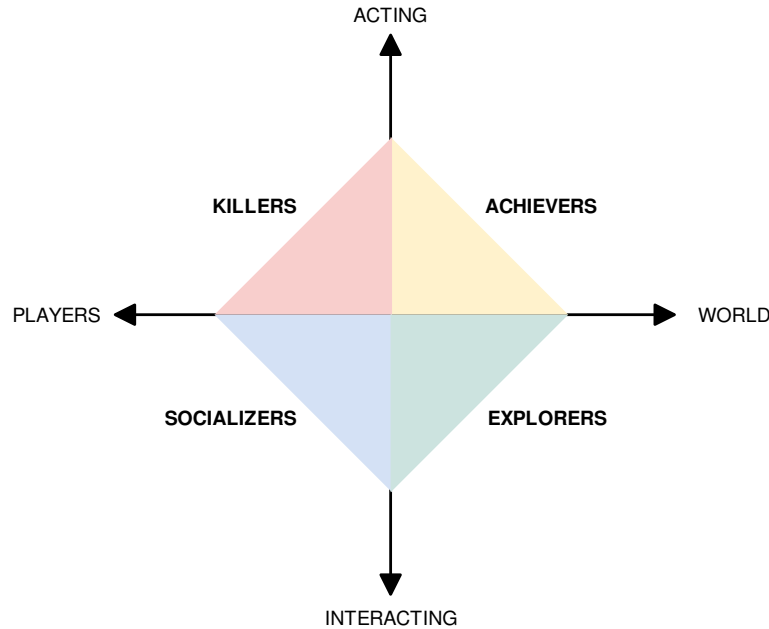 ACTING
KILLERS
ACHIEVERS
PLAYERS
WORLD
SOCIALIZERS
EXPLORERS
INTERACTING